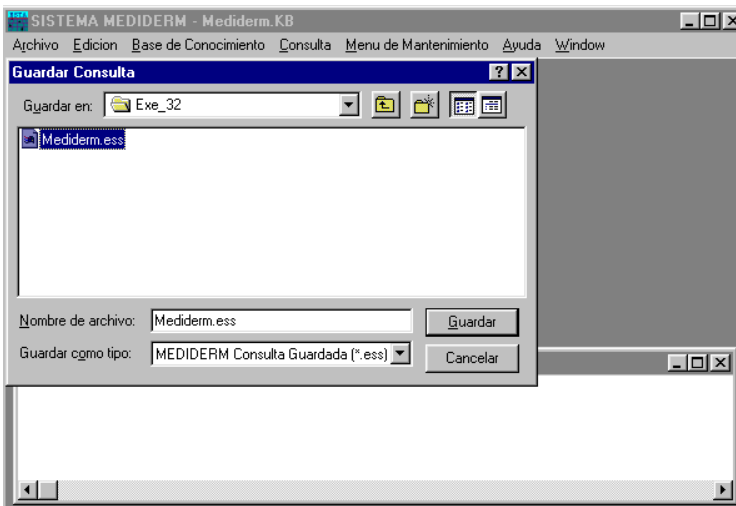 SISTEMA MEDIDERM - Mediderm.KB
Archivo Edicion Base de Conocimiento Consulta Menu de Mantenimiento Ayuda Window
Guardar Consulta
Guardar en: Exe_32
Mediderm.ess
Nombre de archivo: Mediderm.ess Guardar
Guardar como tipo: MEDIDERM Consulta Guardada (*.ess) Cancelar